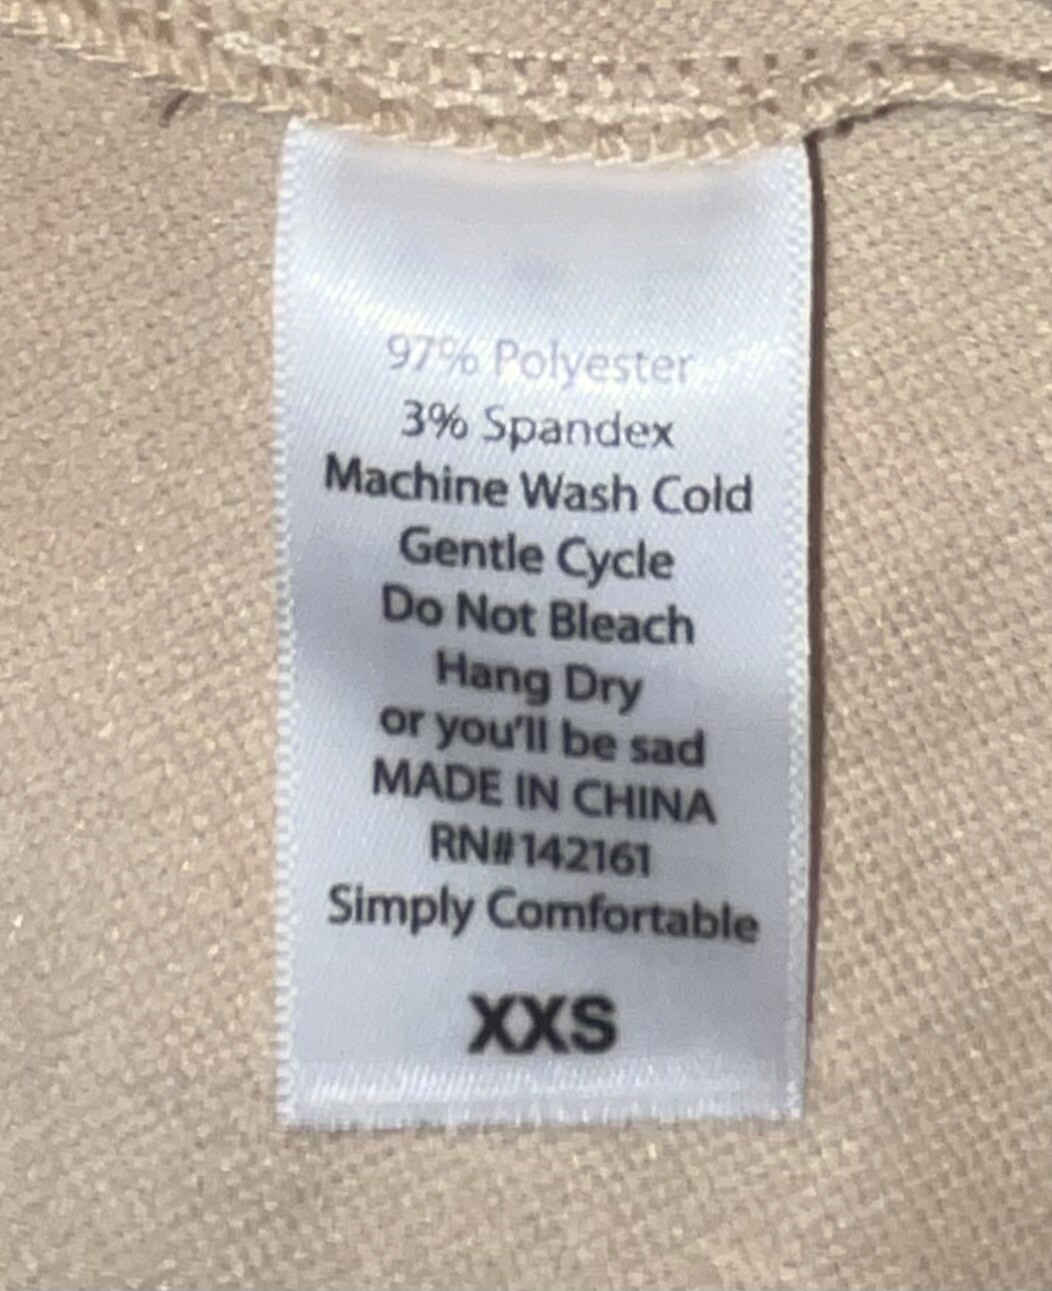 97% Polyester
3% Spandex
Machine Wash Cold
Gentle Cycle
Do Not Bleach
Hang Dry
or you'll be sad
MADE IN CHINA
RN#142161
Simply Comfortable
XXS